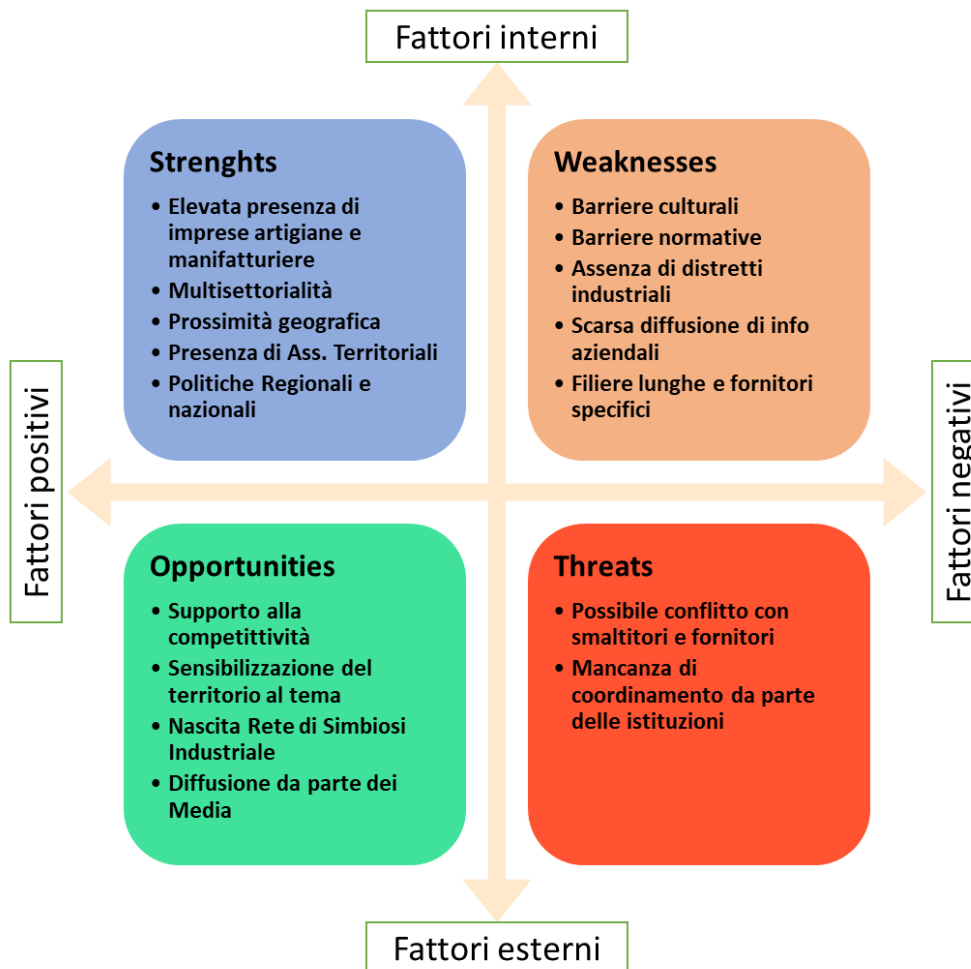 Fattori interni
Strenghts
• Elevata presenza di
imprese artigiane e
manifatturiere
• Multisettorialità
• Prossimità geografica
• Presenza di Ass. Territoriali
• Politiche Regionali e
nazionali
Weaknesses
• Barriere culturali
• Barriere normative
• Assenza di distretti
industriali
• Scarsa diffusione di info
aziendali
• Filiere lunghe e fornitori
specifici
Fattori positivi
Fattori negativi
Opportunities
• Supporto alla
competittività
• Sensibilizzazione del
territorio al tema
• Nascita Rete di Simbiosi
Industriale
• Diffusione da parte dei
Media
Threats
• Possibile conflitto con
smaltitori e fornitori
• Mancanza di
coordinamento da parte
delle istituzioni
Fattori esterni